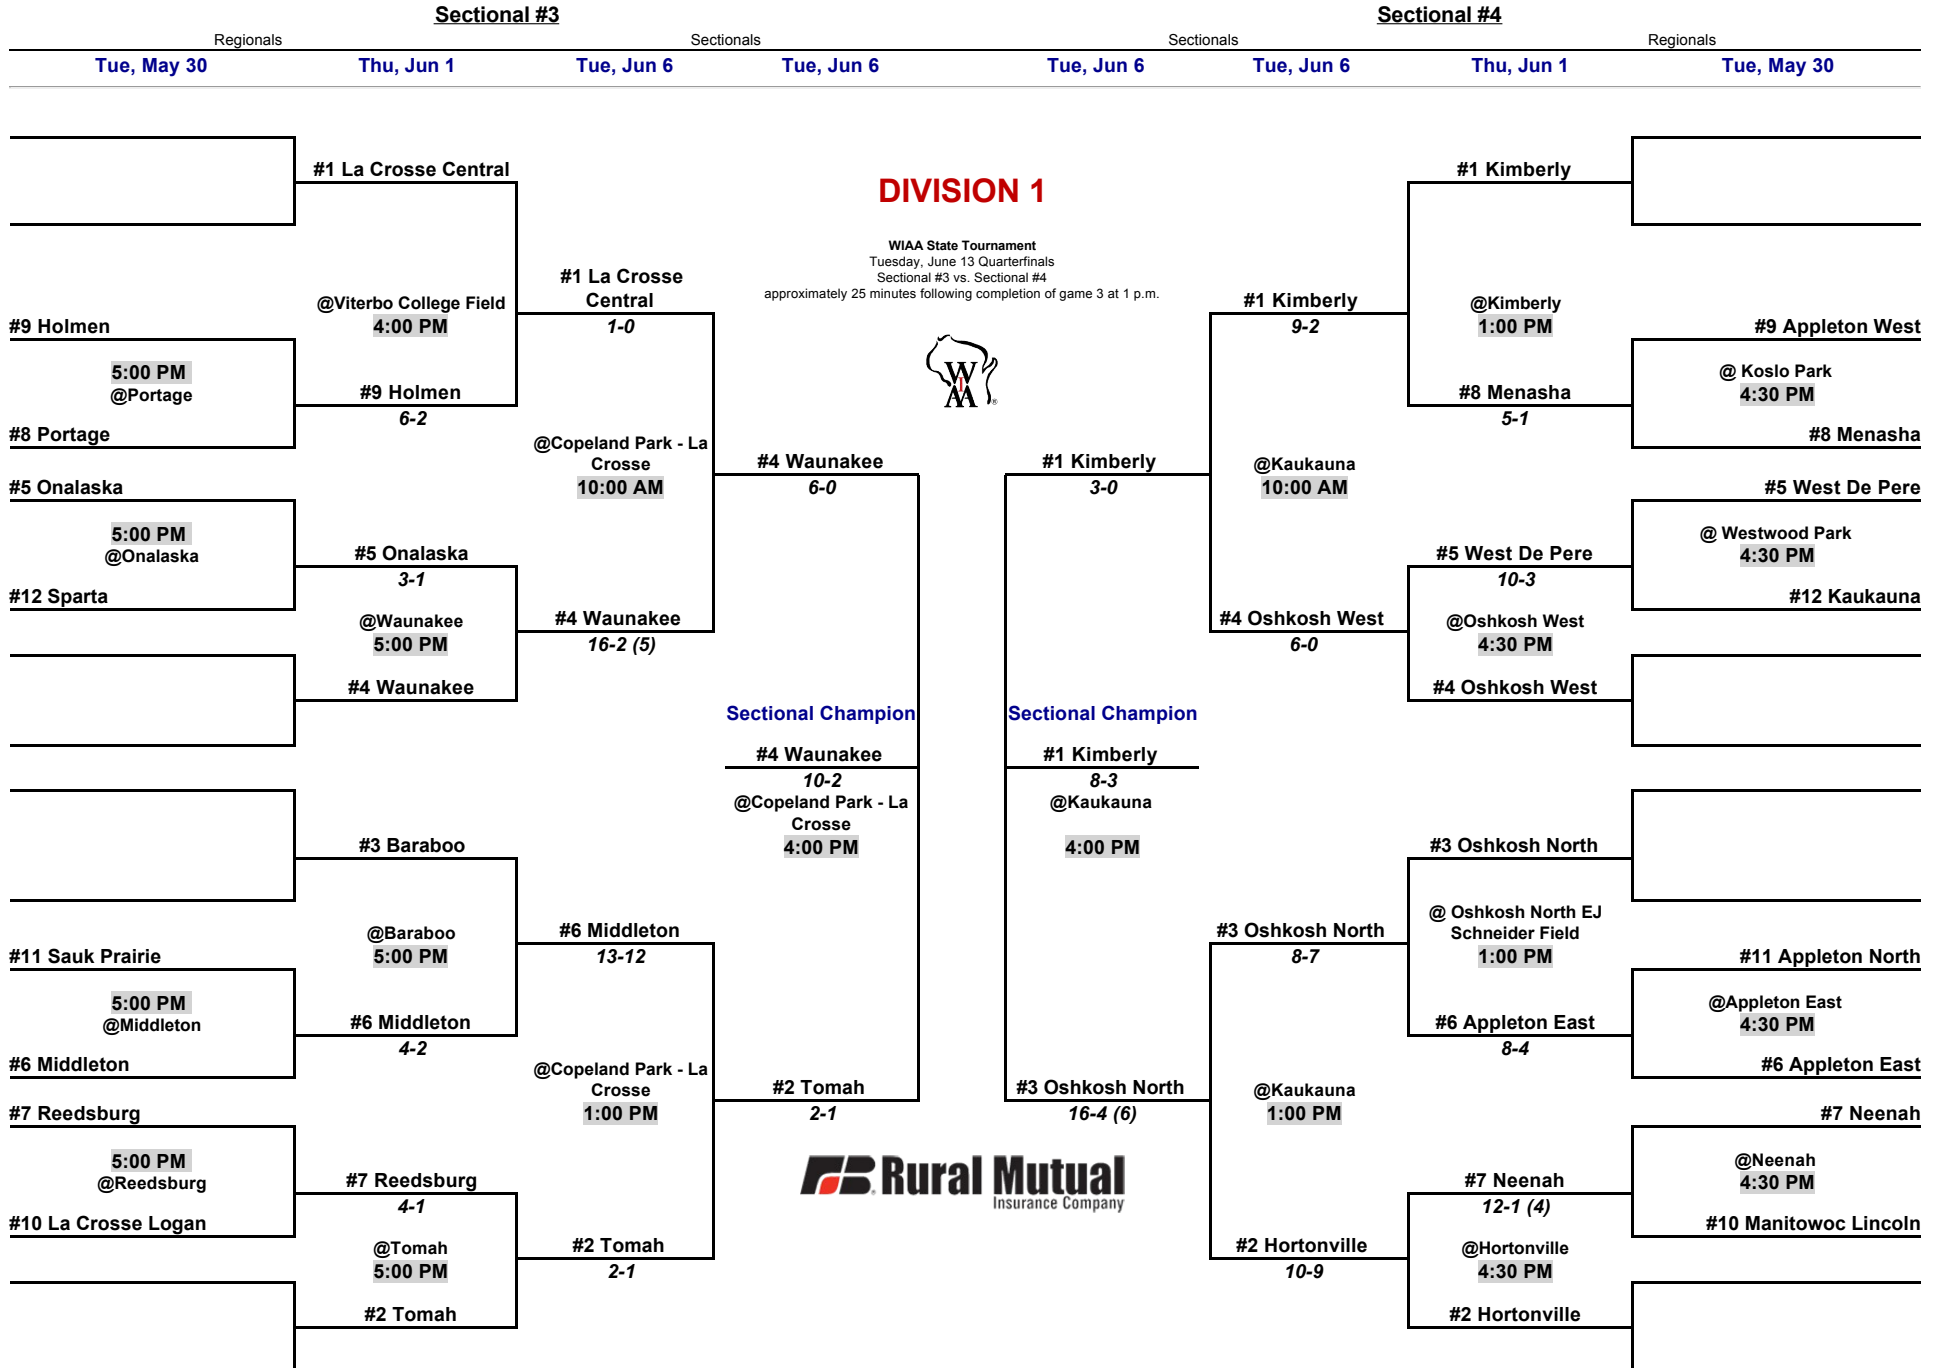 Sectional #3
Sectional #4
Regionals
Sectionals
Sectionals
Regionals
Tue, May 30
Thu, Jun 1
Tue, Jun 6
Tue, Jun 6
Tue, Jun 6
Tue, Jun 6
Thu, Jun 1
Tue, May 30
#9 Holmen
5:00 PM
@Portage
#8 Portage
#5 Onalaska
5:00 PM
@Onalaska
#12 Sparta
#11 Sauk Prairie
5:00 PM
@Middleton
#6 Middleton
#7 Reedsburg
5:00 PM
@Reedsburg
#10 La Crosse Logan
#1 La Crosse Central
@Viterbo College Field
4:00 PM
#9 Holmen
6-2
#5 Onalaska
3-1
@Waunakee
5:00 PM
#4 Waunakee
#3 Baraboo
@Baraboo
5:00 PM
#6 Middleton
4-2
#7 Reedsburg
4-1
@Tomah
5:00 PM
#2 Tomah
#1 La Crosse
Central
1-0
@Copeland Park - La
Crosse
10:00 AM
#4 Waunakee
16-2 (5)
#6 Middleton
13-12
@Copeland Park - La
Crosse
1:00 PM
#2 Tomah
2-1
DIVISION 1
WIAA State Tournament
Tuesday, June 13 Quarterfinals
Sectional #3 vs. Sectional #4
approximately 25 minutes following completion of game 3 at 1 p.m.
W
I
AA
®
#4 Waunakee
6-0
Sectional Champion
#4 Waunakee
10-2
@Copeland Park - La
Crosse
4:00 PM
#2 Tomah
2-1
#1 Kimberly
3-0
Sectional Champion
#1 Kimberly
8-3
@Kaukauna
4:00 PM
#3 Oshkosh North
16-4 (6)
Rural Mutual
Insurance Company
#1 Kimberly
9-2
@Kaukauna
10:00 AM
#4 Oshkosh West
6-0
#3 Oshkosh North
8-7
@Kaukauna
1:00 PM
#2 Hortonville
10-9
#1 Kimberly
@Kimberly
1:00 PM
#8 Menasha
5-1
#5 West De Pere
10-3
@Oshkosh West
4:30 PM
#4 Oshkosh West
#3 Oshkosh North
@ Oshkosh North EJ
Schneider Field
1:00 PM
#6 Appleton East
8-4
#7 Neenah
12-1 (4)
@Hortonville
4:30 PM
#2 Hortonville
#9 Appleton West
@ Koslo Park
4:30 PM
#8 Menasha
#5 West De Pere
@ Westwood Park
4:30 PM
#12 Kaukauna
#11 Appleton North
@Appleton East
4:30 PM
#6 Appleton East
#7 Neenah
@Neenah
4:30 PM
#10 Manitowoc Lincoln